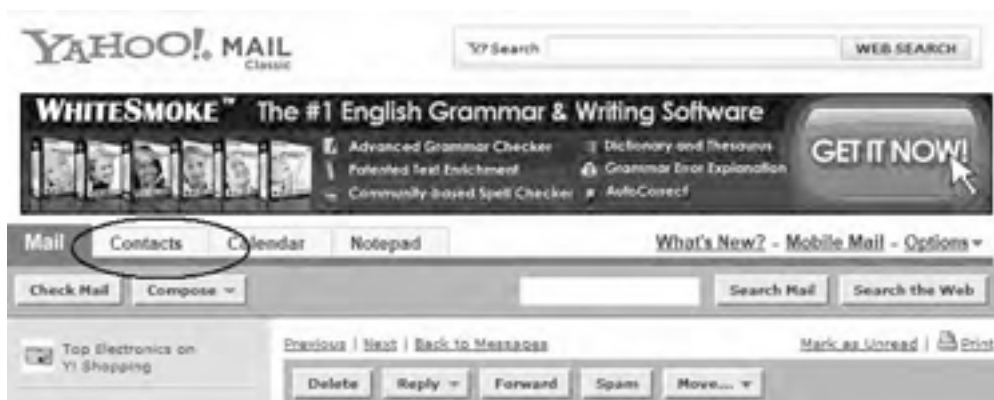 YAHOO! MAIL
Classic
Y! Search WEB SEARCH
WHITESMOKE™ The #1 English Grammar & Writing Software
Advanced Grammar Checker Dictionary and Thesaurus
Patented Text Enrichment Grammar Error Explanation
Community-based Spell Checker AutoCorrect
GET IT NOW!
Mail Contacts Calendar Notepad What's New? - Mobile Mail - Options
Check Mail Compose Search Mail Search the Web
Top Electronics on
Y! Shopping
Previous | Next | Back to Messages Mark as Unread | Print
Delete Reply Forward Spam Move...